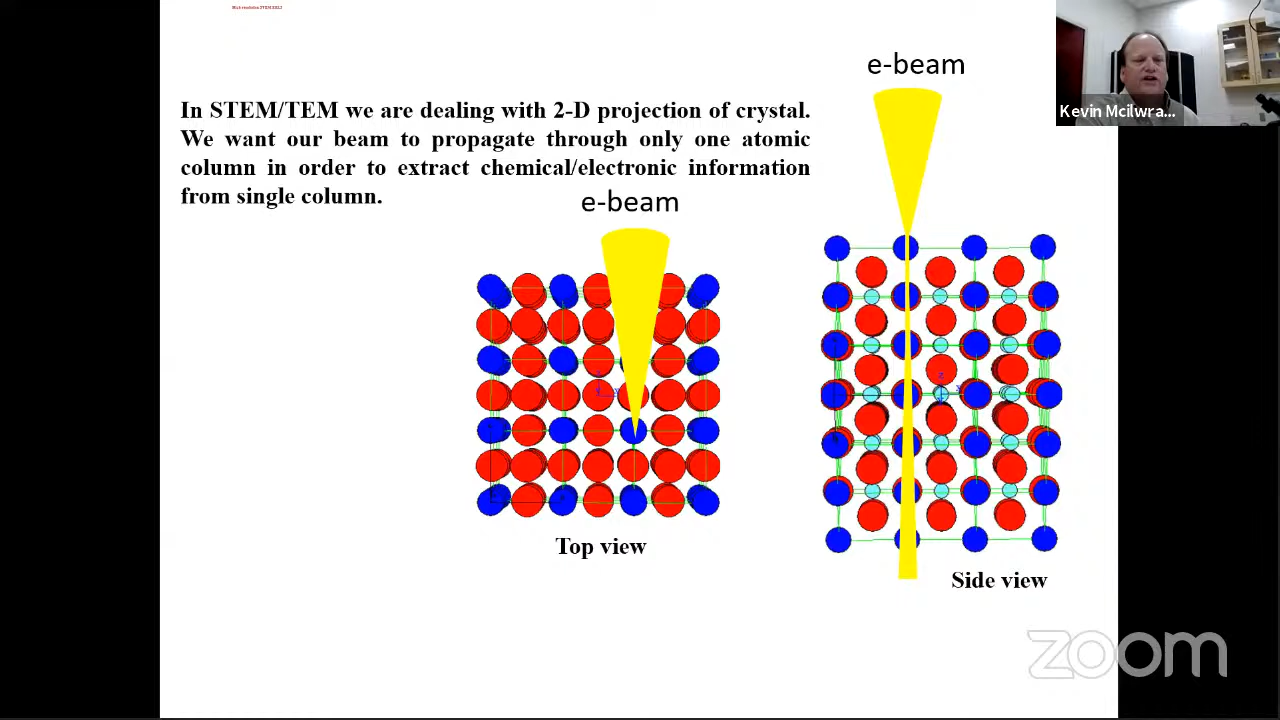 e-beam
Kevin Mcilwra...
In STEM/TEM we are dealing with 2-D projection of crystal.
We want our beam to propagate through only one atomic
column in order to extract chemical/electronic information
from single column.
e-beam
Top view
Side view
zoom